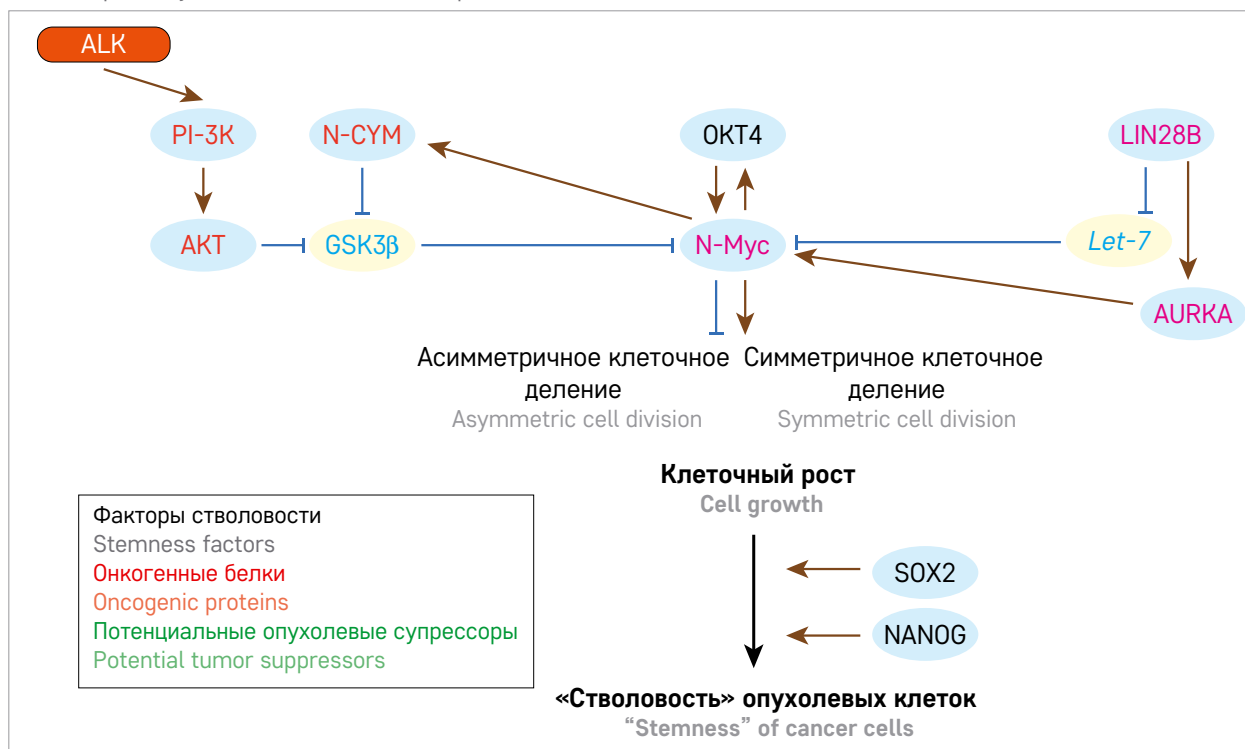 ALK
PI-3K
N-CYM
ОКТ4
LIN28B
AKT
GSK3β
N-Myc
Let-7
AURKA
Асимметричное клеточное
деление
Asymmetric cell division
Симметричное клеточное
деление
Symmetric cell division
Клеточный рост
Cell growth
Факторы стволовости
Stemness factors
Онкогенные белки
Oncogenic proteins
Потенциальные опухолевые супрессоры
Potential tumor suppressors
SOX2
NANOG
«Стволовость» опухолевых клеток
“Stemness” of cancer cells